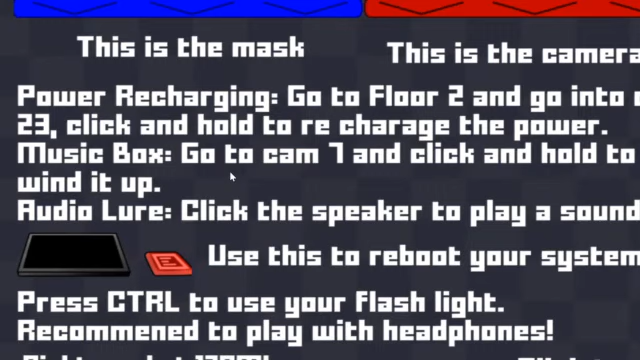 This is the mask
This is the camera
Power Recharging: Go to Floor 2 and go into
23, click and hold to re charage the power.
Music Box: Go to cam 7 and click and hold to
wind it up.
Audio Lure: Click the speaker to play a sound
Use this to reboot your system
Press CTRL to use your flash light.
Recommened to play with headphones!